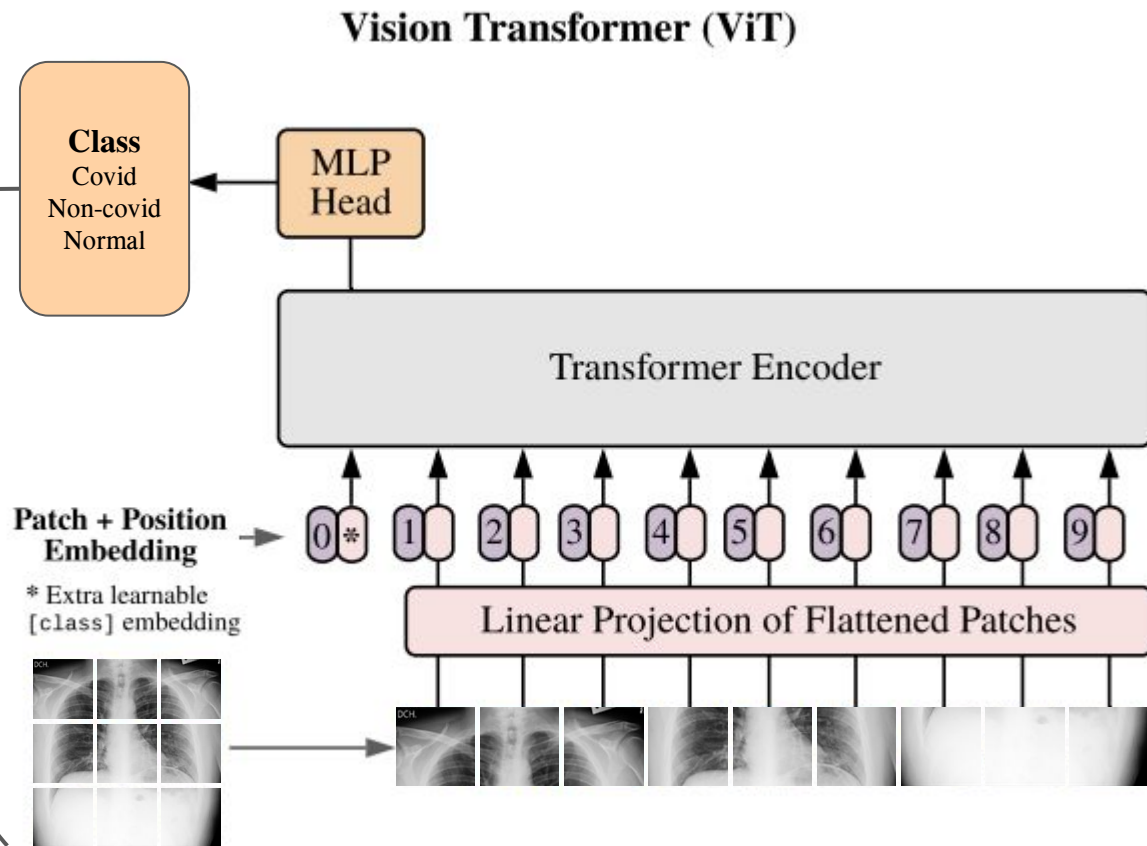 Vision Transformer (ViT)
Class
Covid
Non-covid
Normal
MLP
Head
Transformer Encoder
Patch + Position
Embedding
0 * 1 2 3 4 5 6 7 8 9
* Extra learnable
[class] embedding
Linear Projection of Flattened Patches
DCH.
DCH.